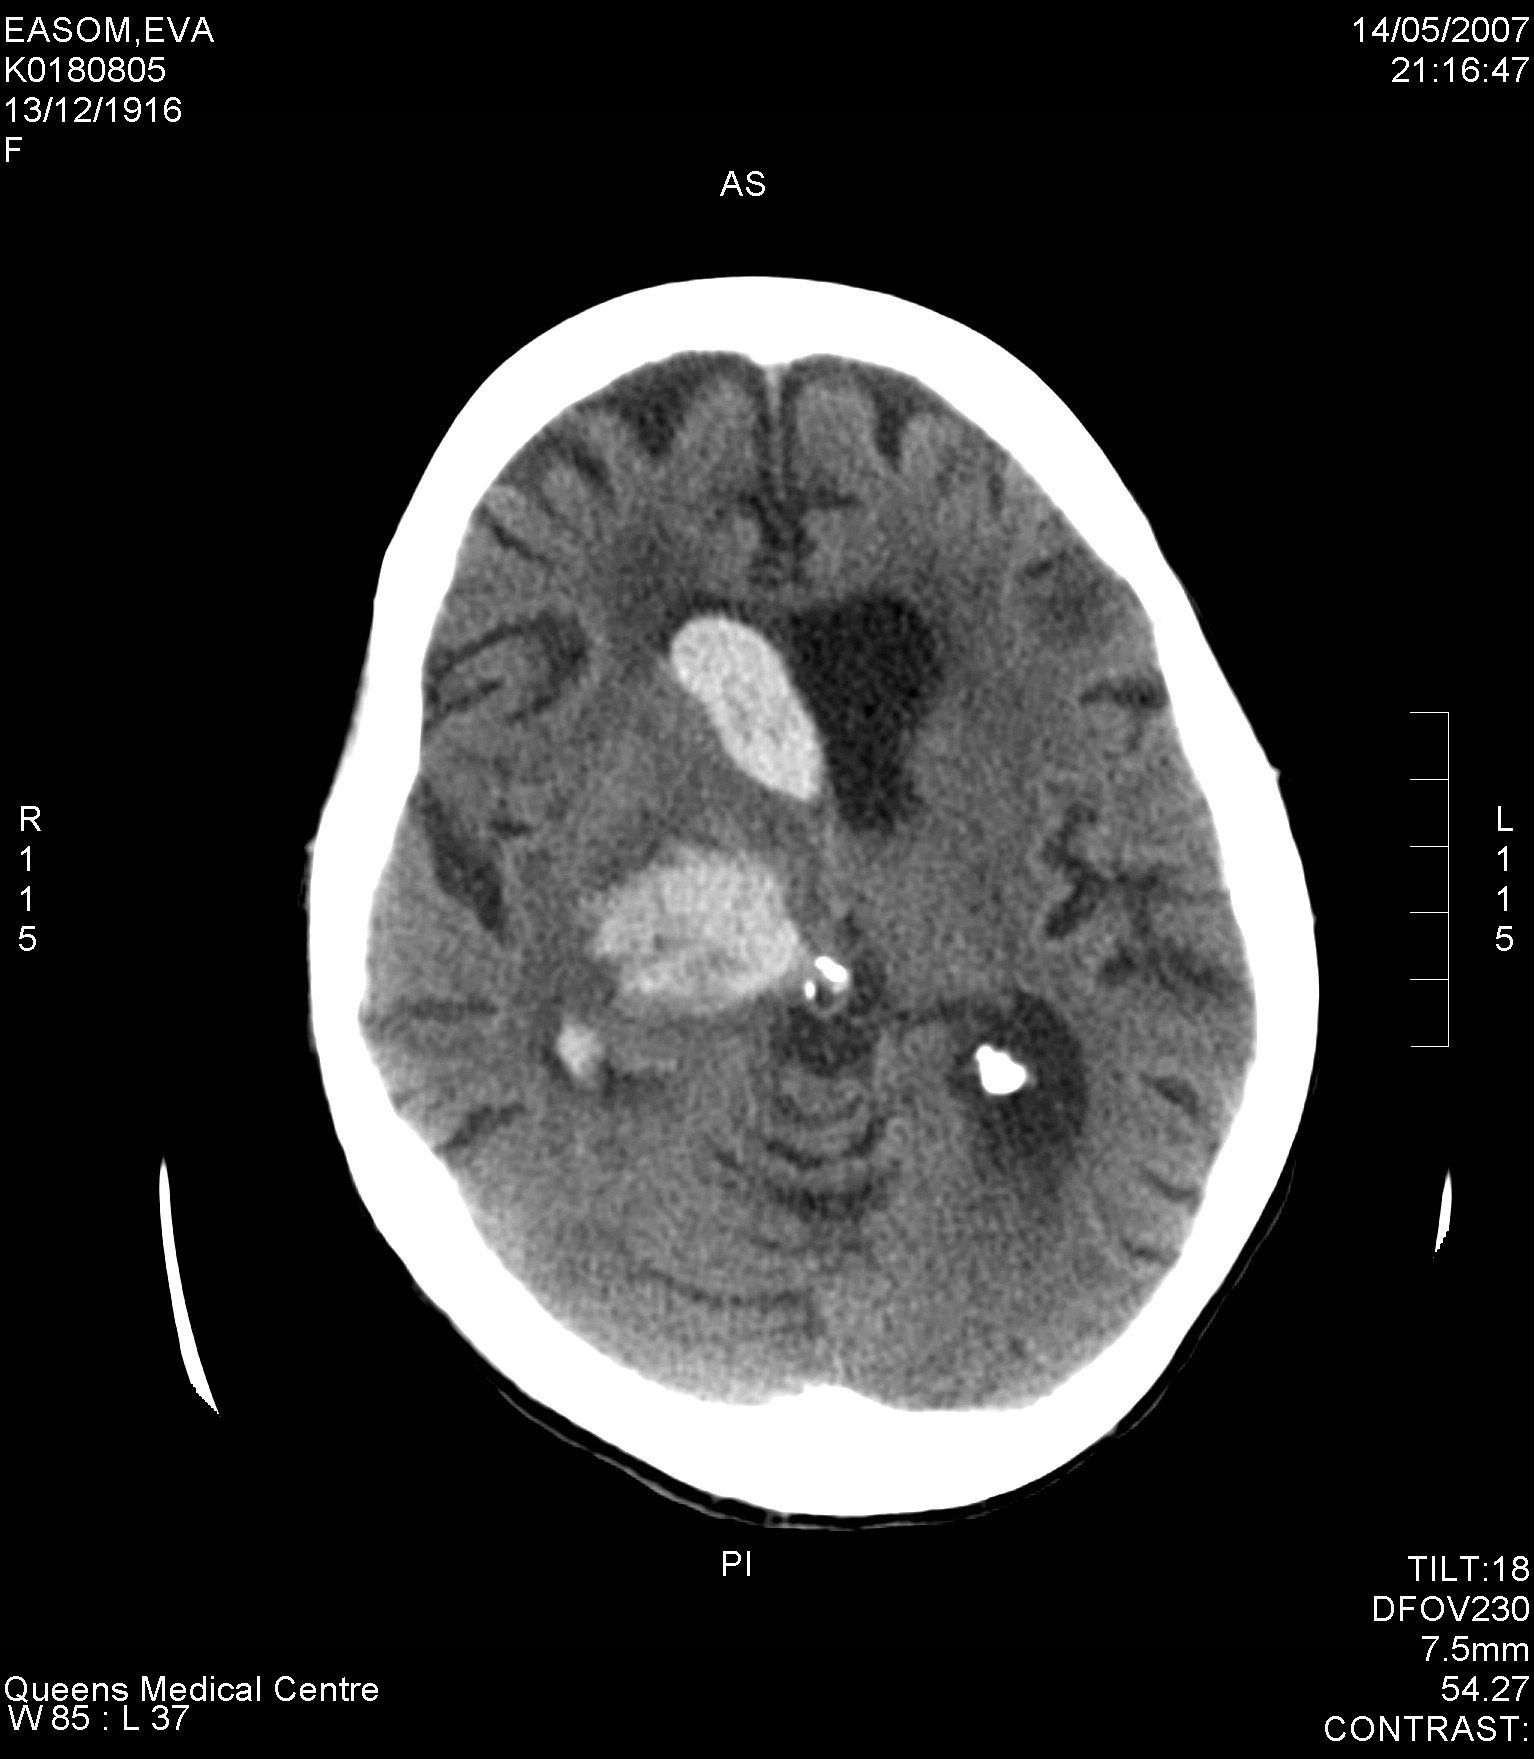 EASOM,EVA
K0180805
13/12/1916
F
14/05/2007
21:16:47
AS
R
1
1
5
L
1
1
5
PI
TILT:18
DFOV230
7.5mm
54.27
CONTRAST:
Queens Medical Centre
W 85 : L 37